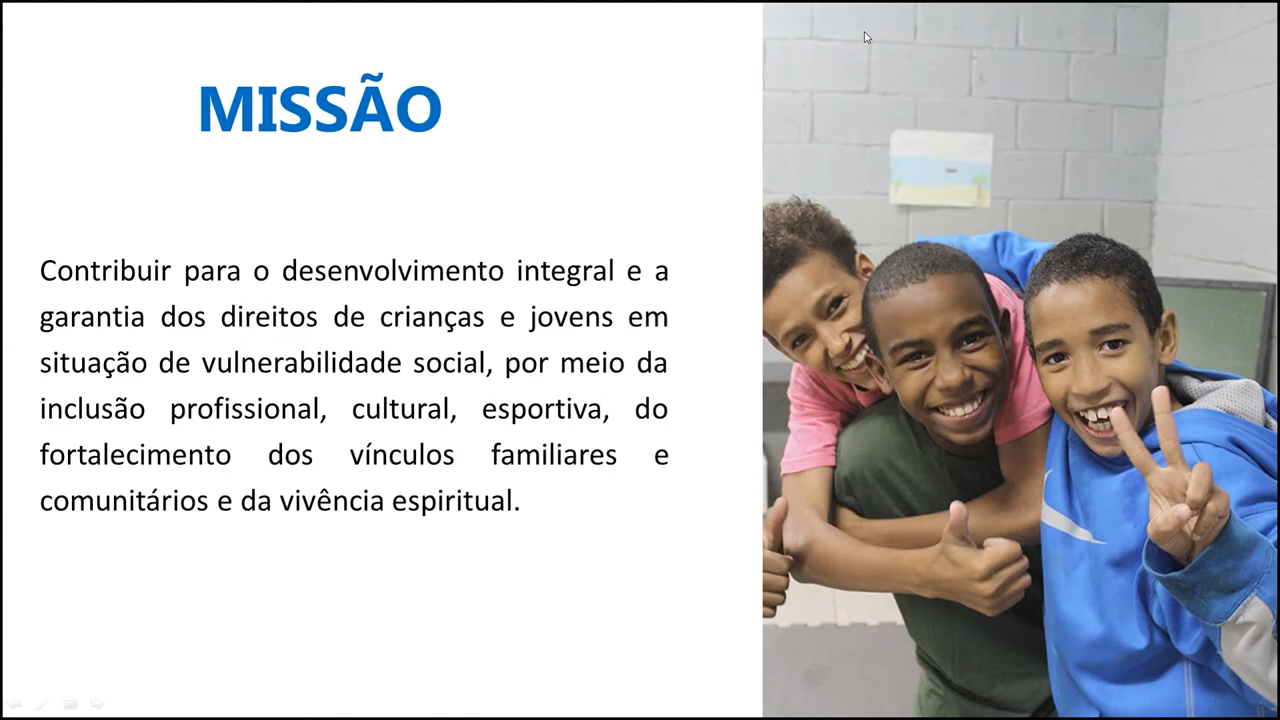 MISSÃO
Contribuir para o desenvolvimento integral e a
garantia dos direitos de crianças e jovens em
situação de vulnerabilidade social, por meio da
inclusão profissional, cultural, esportiva, do
fortalecimento dos vínculos familiares e
comunitários e da vivência espiritual.